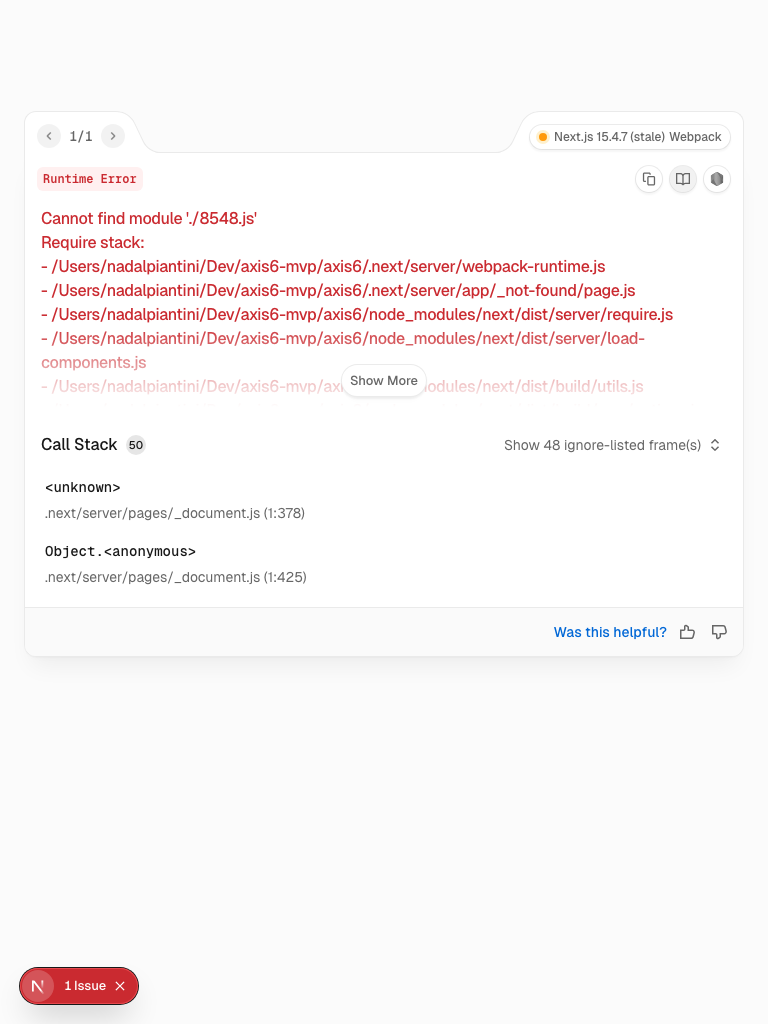 1/1
Next.js 15.4.7 (stale) Webpack
Runtime Error
Cannot find module './8548.js'
Require stack:
- /Users/nadalpiantini/Dev/axis6-mvp/axis6/.next/server/webpack-runtime.js
- /Users/nadalpiantini/Dev/axis6-mvp/axis6/.next/server/app/_not-found/page.js
- /Users/nadalpiantini/Dev/axis6-mvp/axis6/node_modules/next/dist/server/require.js
- /Users/nadalpiantini/Dev/axis6-mvp/axis6/node_modules/next/dist/server/load-
components.js
- /Users/nadalpiantini/Dev/axis6-mvp/ax odules/next/dist/build/utils.js
Show More
Call Stack 50
Show 48 ignore-listed frame(s)
<unknown>
.next/server/pages/_document.js (1:378)
Object.<anonymous>
.next/server/pages/_document.js (1:425)
Was this helpful?
N 1 Issue